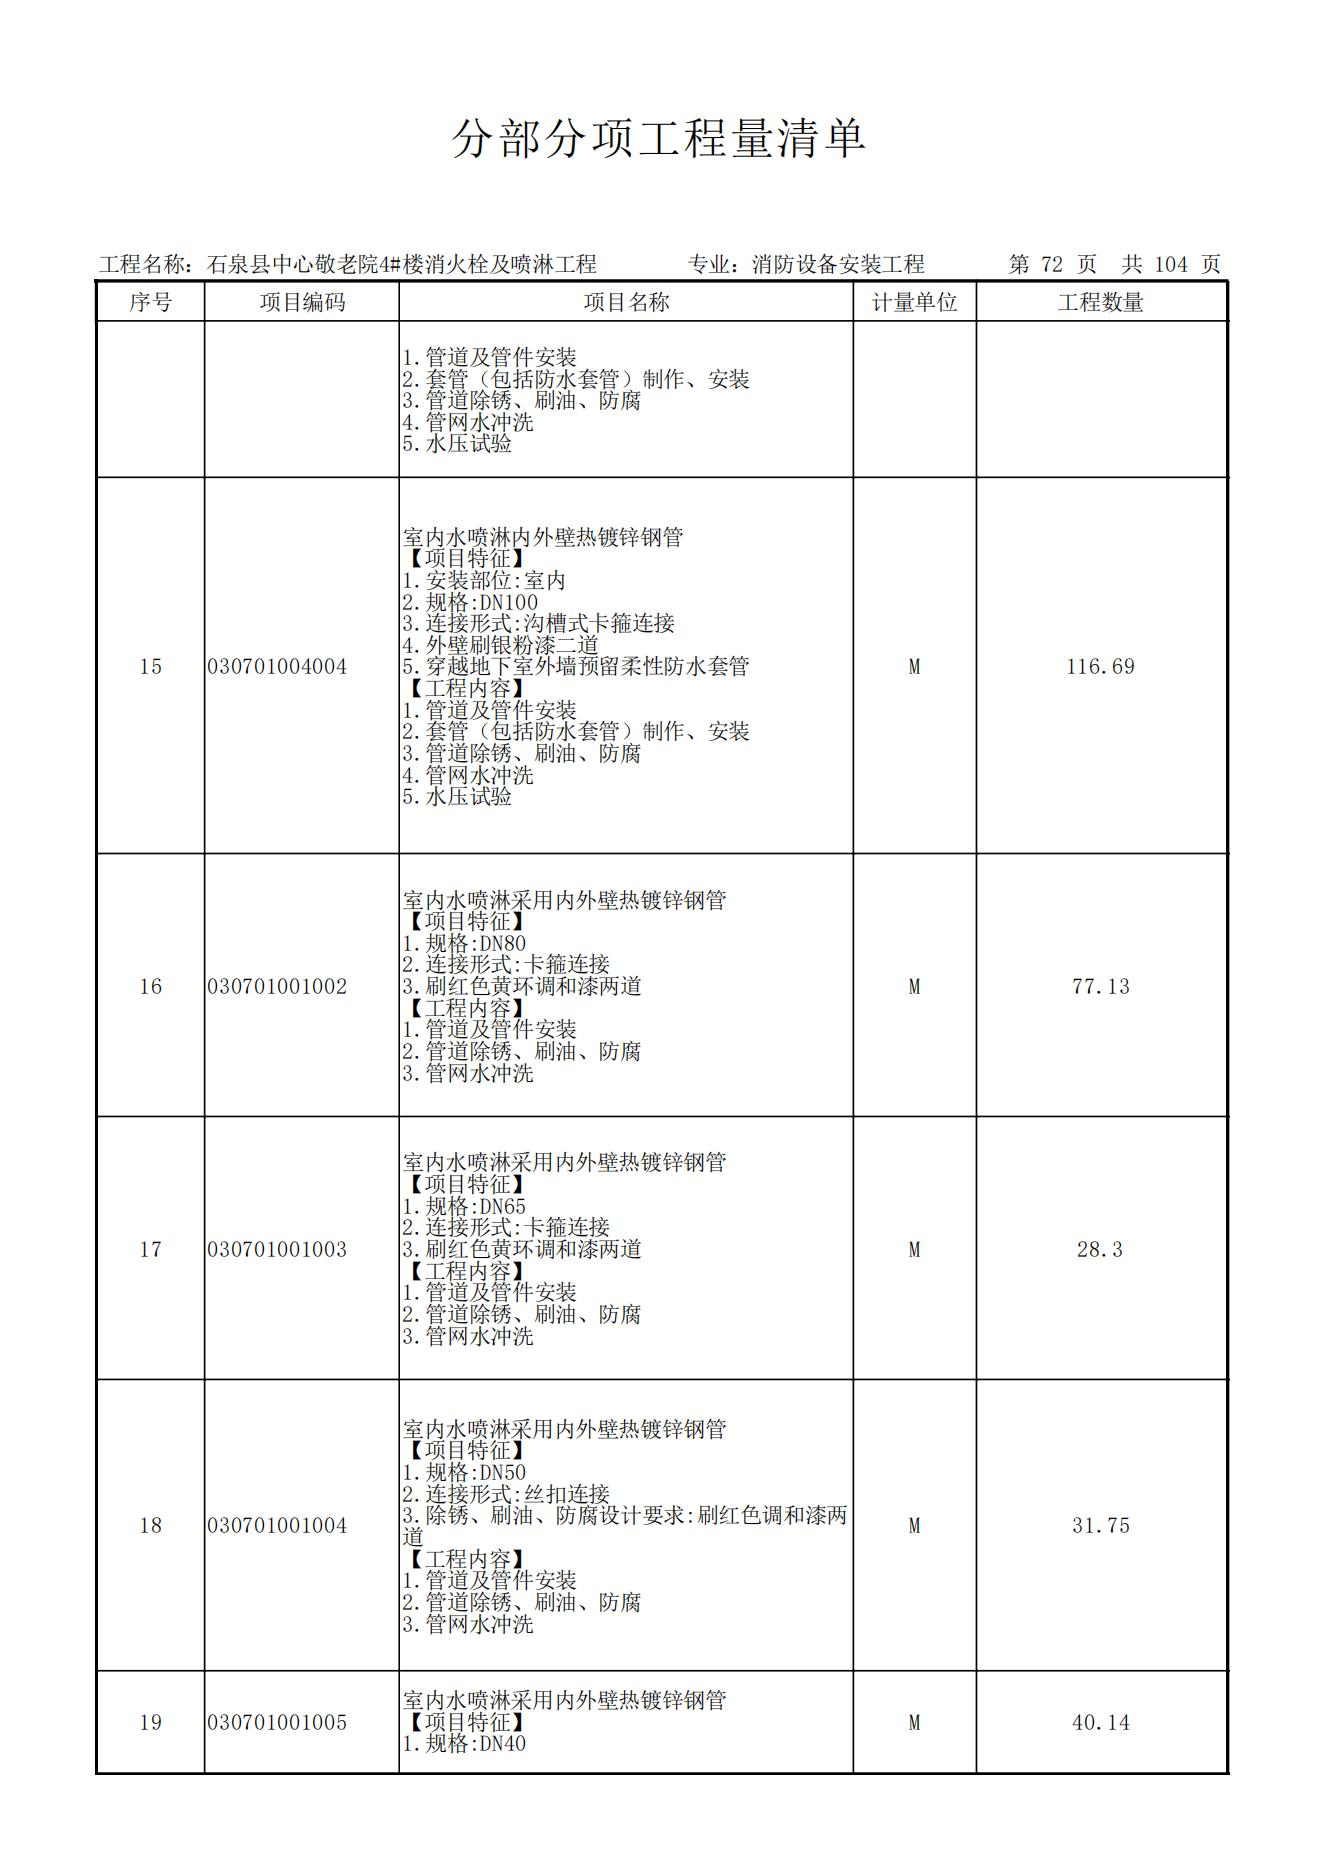 分部分项工程量清单
工程名称：石泉县中心敬老院4#楼消火栓及喷淋工程 专业：消防设备安装工程 第 72 页 共 104 页
序号 项目编码 项目名称 计量单位 工程数量
1.管道及管件安装
2.套管（包括防水套管）制作、安装
3.管道除锈、刷油、防腐
4.管网水冲洗
5.水压试验
室内水喷淋内外壁热镀锌钢管
【项目特征】
1.安装部位:室内
2.规格:DN100
3.连接形式:沟槽式卡箍连接
4.外壁刷银粉漆二道
15 030701004004 5.穿越地下室外墙预留柔性防水套管 M 116.69
【工程内容】
1.管道及管件安装
2.套管（包括防水套管）制作、安装
3.管道除锈、刷油、防腐
4.管网水冲洗
5.水压试验
室内水喷淋采用内外壁热镀锌钢管
【项目特征】
1.规格:DN80
2.连接形式:卡箍连接
16 030701001002 3.刷红色黄环调和漆两道 M 77.13
【工程内容】
1.管道及管件安装
2.管道除锈、刷油、防腐
3.管网水冲洗
室内水喷淋采用内外壁热镀锌钢管
【项目特征】
1.规格:DN65
2.连接形式:卡箍连接
17 030701001003 3.刷红色黄环调和漆两道 M 28.3
【工程内容】
1.管道及管件安装
2.管道除锈、刷油、防腐
3.管网水冲洗
室内水喷淋采用内外壁热镀锌钢管
【项目特征】
1.规格:DN50
2.连接形式:丝扣连接
18 030701001004 3.除锈、刷油、防腐设计要求:刷红色调和漆两 M 31.75
道
【工程内容】
1.管道及管件安装
2.管道除锈、刷油、防腐
3.管网水冲洗
室内水喷淋采用内外壁热镀锌钢管
19 030701001005 【项目特征】 M 40.14
1.规格:DN40